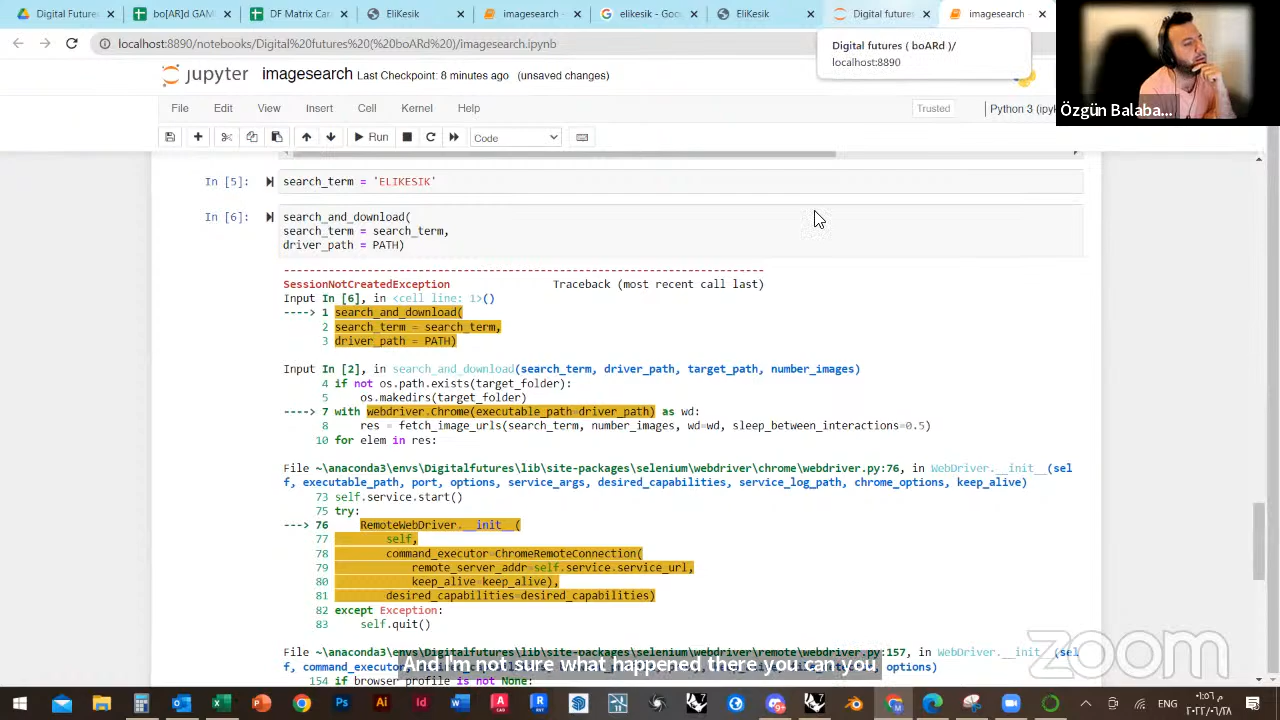 Digital futures
bo[A]rd GAN
DF Matrix Car
EliKesik
imagesearch -
elikesik - Goo
EliKesik
Digital futures
imagesearch -
localhost:8890/notebooks/Digital%20futures%20(%20boARd%20)/imagesearch.ipynb
Digital futures ( boARd )/
localhost:8890
jupyter imagesearch Last Checkpoint: 8 minutes ago (unsaved changes)
File Edit View Insert Cell Kernel Help
Trusted Python 3 (ipy
Run Code
Özgün Balaba...
In [5]: search_term = 'ELIKESIK'
In [6]: search_and_download(
search_term = search_term,
driver_path = PATH)
---------------------------------------------------------------------------
SessionNotCreatedException Traceback (most recent call last)
Input In [6], in <cell line: 1>()
----> 1 search_and_download(
2 search_term = search_term,
3 driver_path = PATH)
Input In [2], in search_and_download(search_term, driver_path, target_path, number_images)
4 if not os.path.exists(target_folder):
5 os.makedirs(target_folder)
----> 7 with webdriver.Chrome(executable_path=driver_path) as wd:
8 res = fetch_image_urls(search_term, number_images, wd=wd, sleep_between_interactions=0.5)
10 for elem in res:
File ~\anaconda3\envs\Digitalfutures\lib\site-packages\selenium\webdriver\chrome\webdriver.py:76, in WebDriver.__init__(sel
f, executable_path, port, options, service_args, desired_capabilities, service_log_path, chrome_options, keep_alive)
73 self.service.start()
75 try:
---> 76 RemoteWebDriver.__init__(
77 self,
78 command_executor=ChromeRemoteConnection(
79 remote_server_addr=self.service.service_url,
80 keep_alive=keep_alive),
81 desired_capabilities=desired_capabilities)
82 except Exception:
83 self.quit()
File ~\anaconda3\envs\Digitalfutures\lib\site-packages\selenium\webdriver\remote\webdriver.py:157, in WebDriver.__init__(sel
f, command_executor, options)
154 if browser_profile is not None:
And I'm not sure what happened there you can you
zoom
ENG